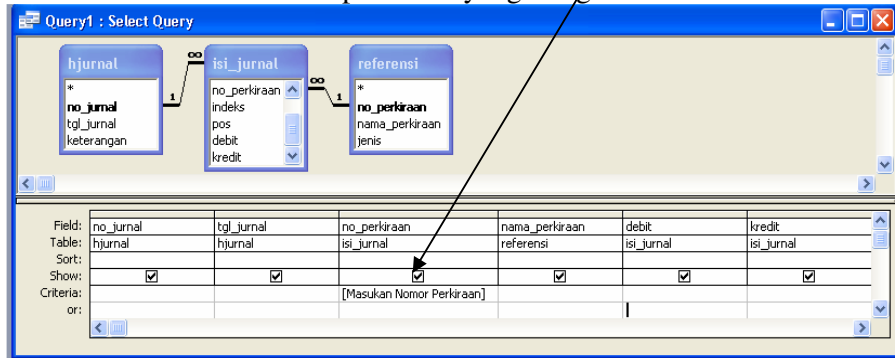 Query1 : Select Query
hjurnal
*
no_jurnal
tgl_jurnal
keterangan
1
∞
isi_jurnal
no_perkiraan
indeks
pos
debit
kredit
∞
1
referensi
*
no_perkiraan
nama_perkiraan
jenis
Field: no_jurnal tgl_jurnal no_perkiraan nama_perkiraan debit kredit
Table: hjurnal hjurnal isi_jurnal referensi isi_jurnal isi_jurnal
Sort:
Show:
Criteria: [Masukan Nomor Perkiraan]
or: